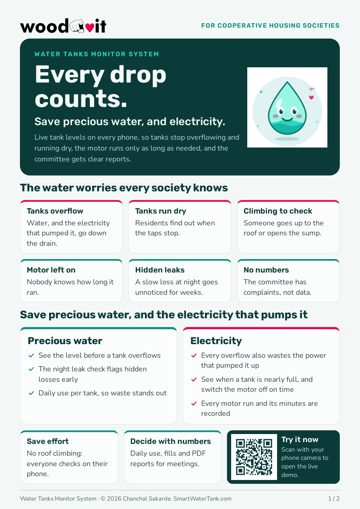 woodit
FOR COOPERATIVE HOUSING SOCIETIES
WATER TANKS MONITOR SYSTEM
Every drop
counts.
Save precious water, and electricity.
Live tank levels on every phone, so tanks stop overflowing and
running dry, the motor runs only as long as needed, and the
committee gets clear reports.
The water worries every society knows
Tanks overflow
Water, and the electricity
that pumped it, go down
the drain.
Tanks run dry
Residents find out when
the taps stop.
Climbing to check
Someone goes up to the
roof or opens the sump.
Motor left on
Nobody knows how long it
ran.
Hidden leaks
A slow loss at night goes
unnoticed for weeks.
No numbers
The committee has
complaints, not data.
Save precious water, and the electricity that pumps it
Precious water
See the level before a tank overflows
The night leak check flags hidden
losses early
Daily use per tank, so waste stands out
Electricity
Every overflow also wastes the power
that pumped it up
See when a tank is nearly full, and
switch the motor off on time
Every motor run and its minutes are
recorded
Save effort
No roof climbing:
everyone checks on their
phone.
Decide with numbers
Daily use, fills and PDF
reports for meetings.
Try it now
Scan with your
phone camera to
open the live
demo.
Water Tanks Monitor System · © 2026 Chanchal Sakarde. SmartWaterTank.com
1 / 2